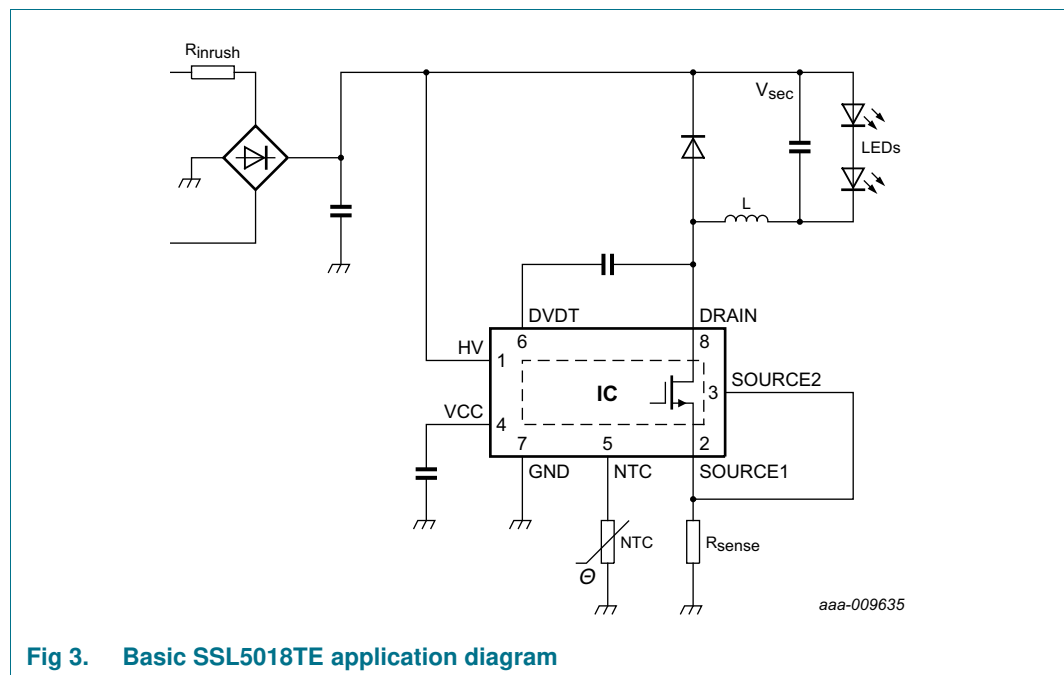 Rinrush
Vsec
LEDs
L
DVDT
DRAIN
6
8
HV
1
SOURCE2
IC
3
VCC
4
7
5
2
GND
NTC
SOURCE1
NTC
Rsense
Θ
aaa-009635
Fig 3. Basic SSL5018TE application diagram